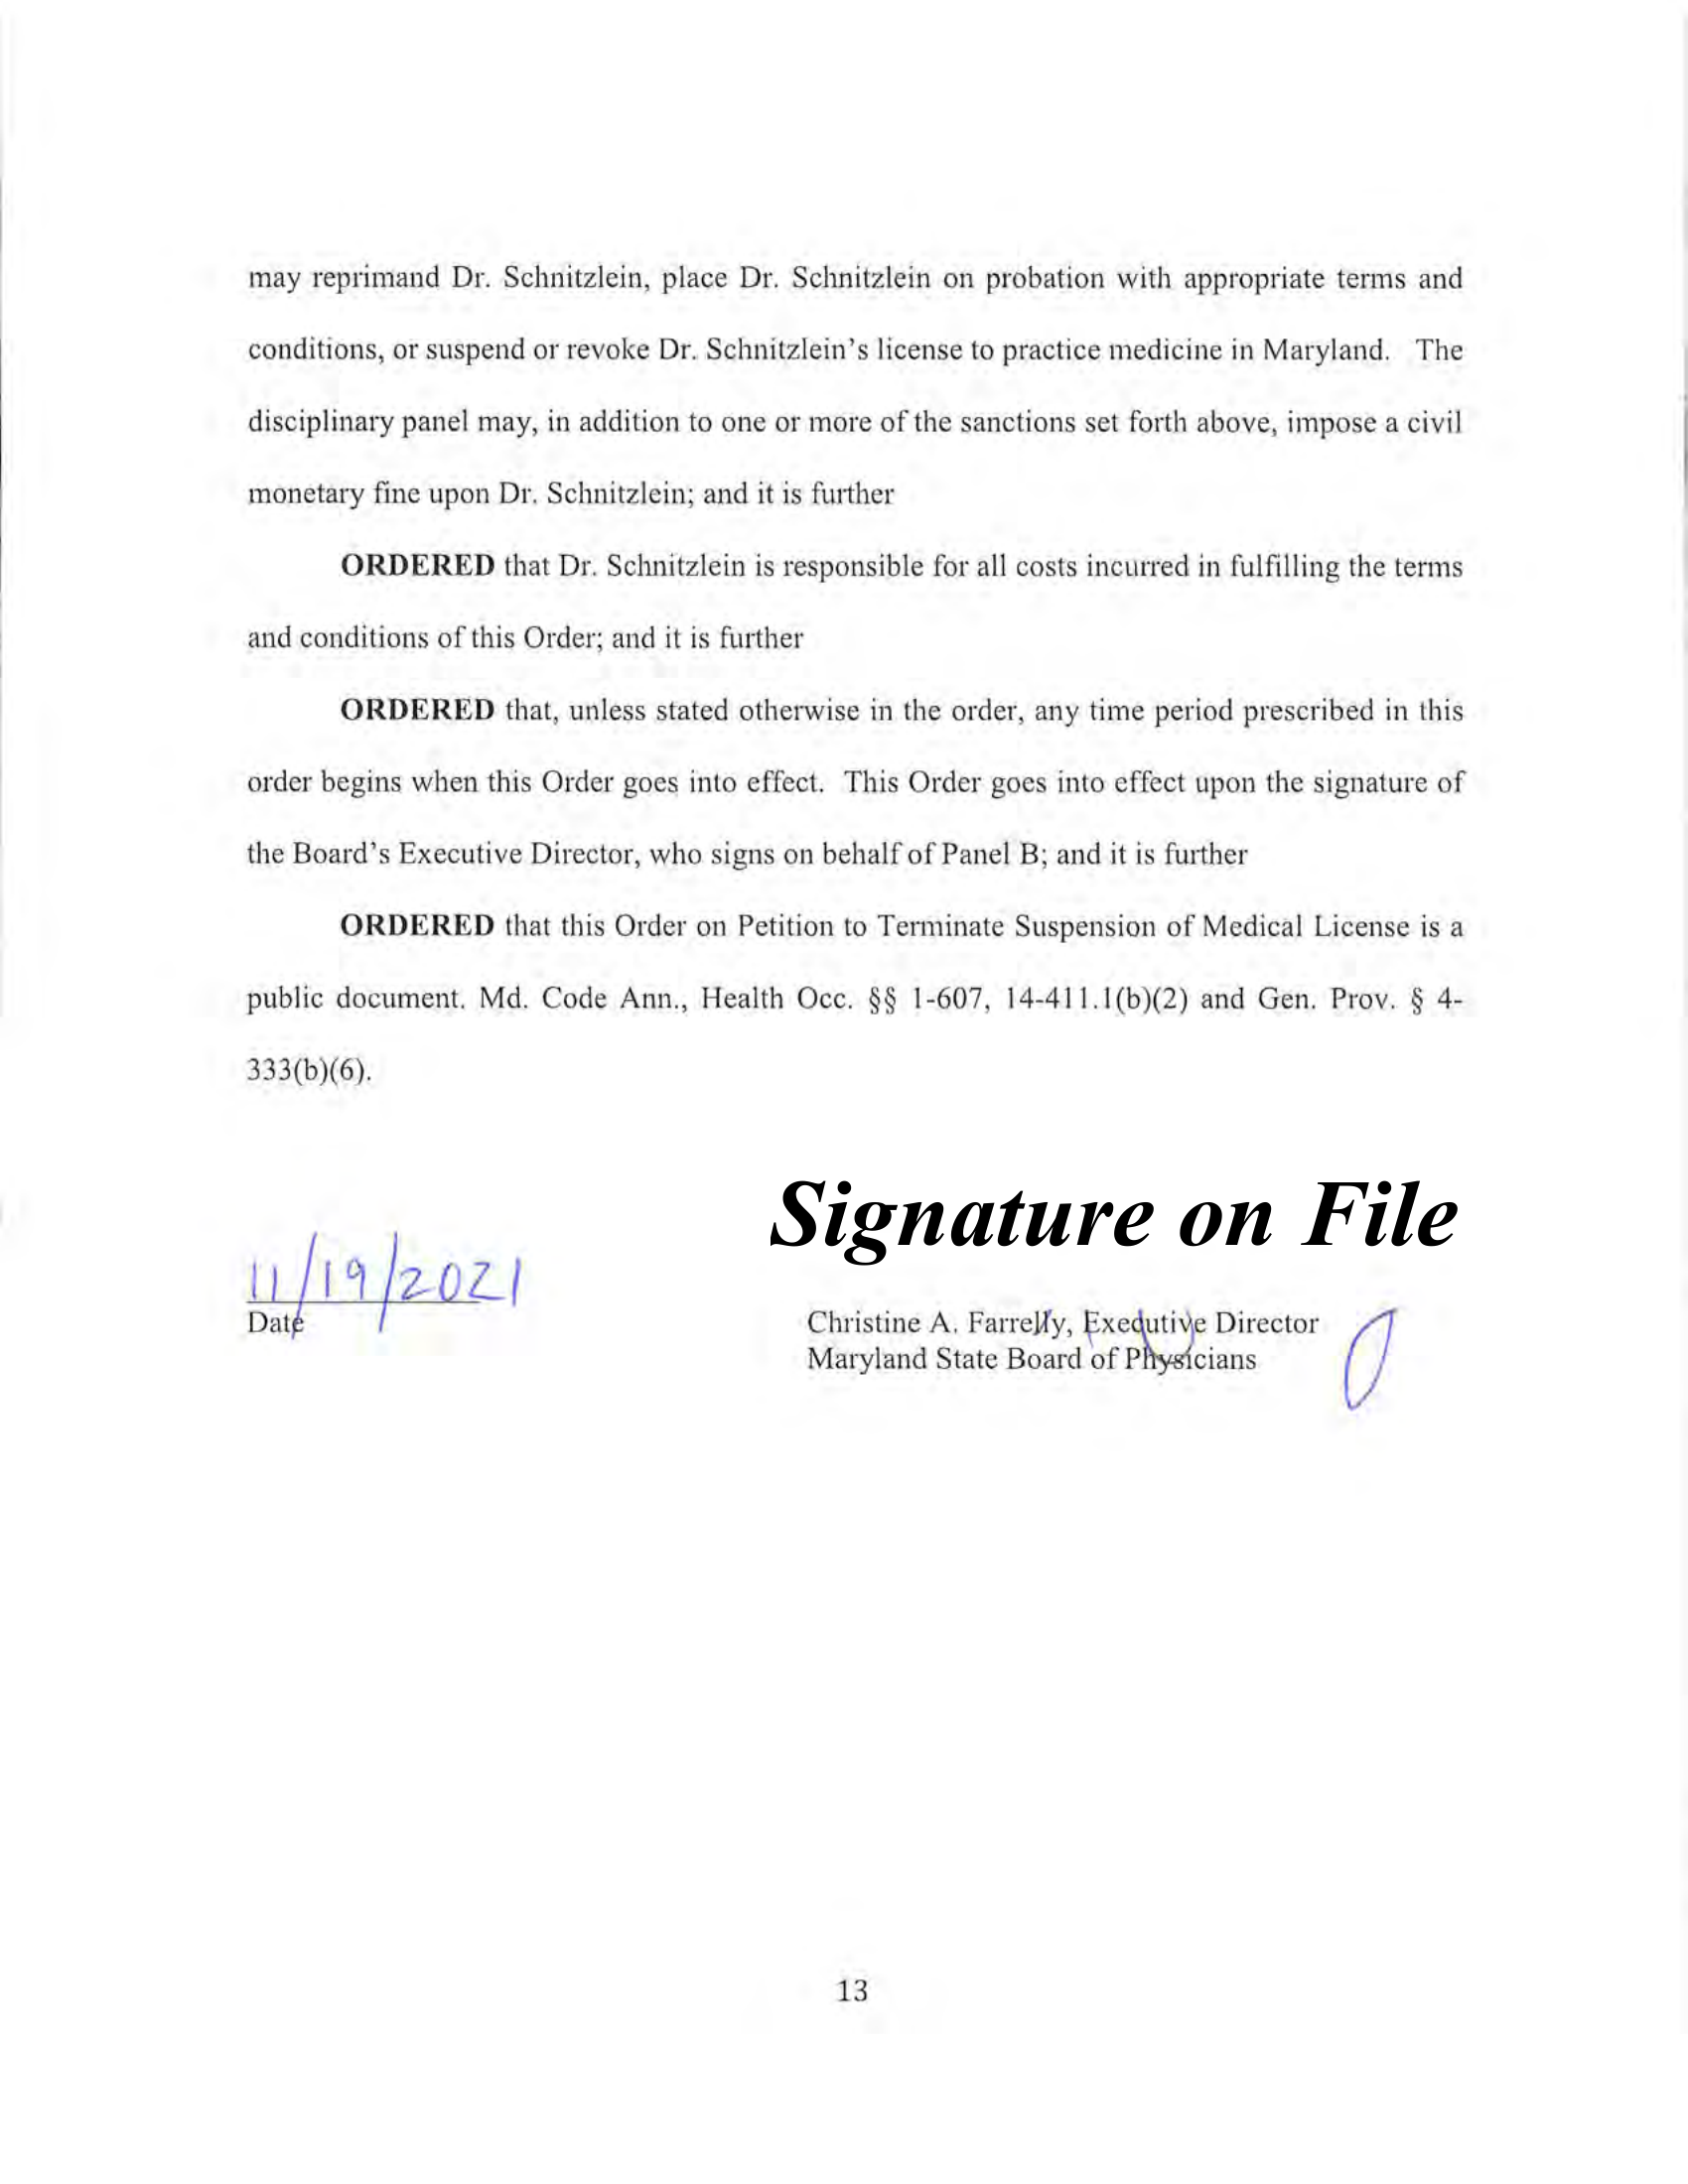 may reprimand Dr. Schnitzlein, place Dr. Schnitzlein on probation with appropriate terms and
conditions, or suspend or revoke Dr. Schnitzlein's license to practice medicine in Maryland. The
disciplinary panel may, in addition to one or more of the sanctions set forth above, impose a civil
monetary fine upon Dr. Schnitzlein; and it is further
ORDERED that Dr. Schnitzlein is responsible for all costs incurred in fulfilling the terms
and conditions of this Order; and it is further
ORDERED that, unless stated otherwise in the order, any time period prescribed in this
order begins when this Order goes into effect. This Order goes into effect upon the signature of
the Board's Executive Director, who signs on behalf of Panel B; and it is further
ORDERED that this Order on Petition to Terminate Suspension of Medical License is a
public document. Md. Code Ann., Health Occ. §§ 1-607, 14-411.1(b)(2) and Gen. Prov. § 4-
333(b)(6).
Signature on File
11/19/2021
Date
Christine A. Farrelly, Executive Director
Maryland State Board of Physicians
13